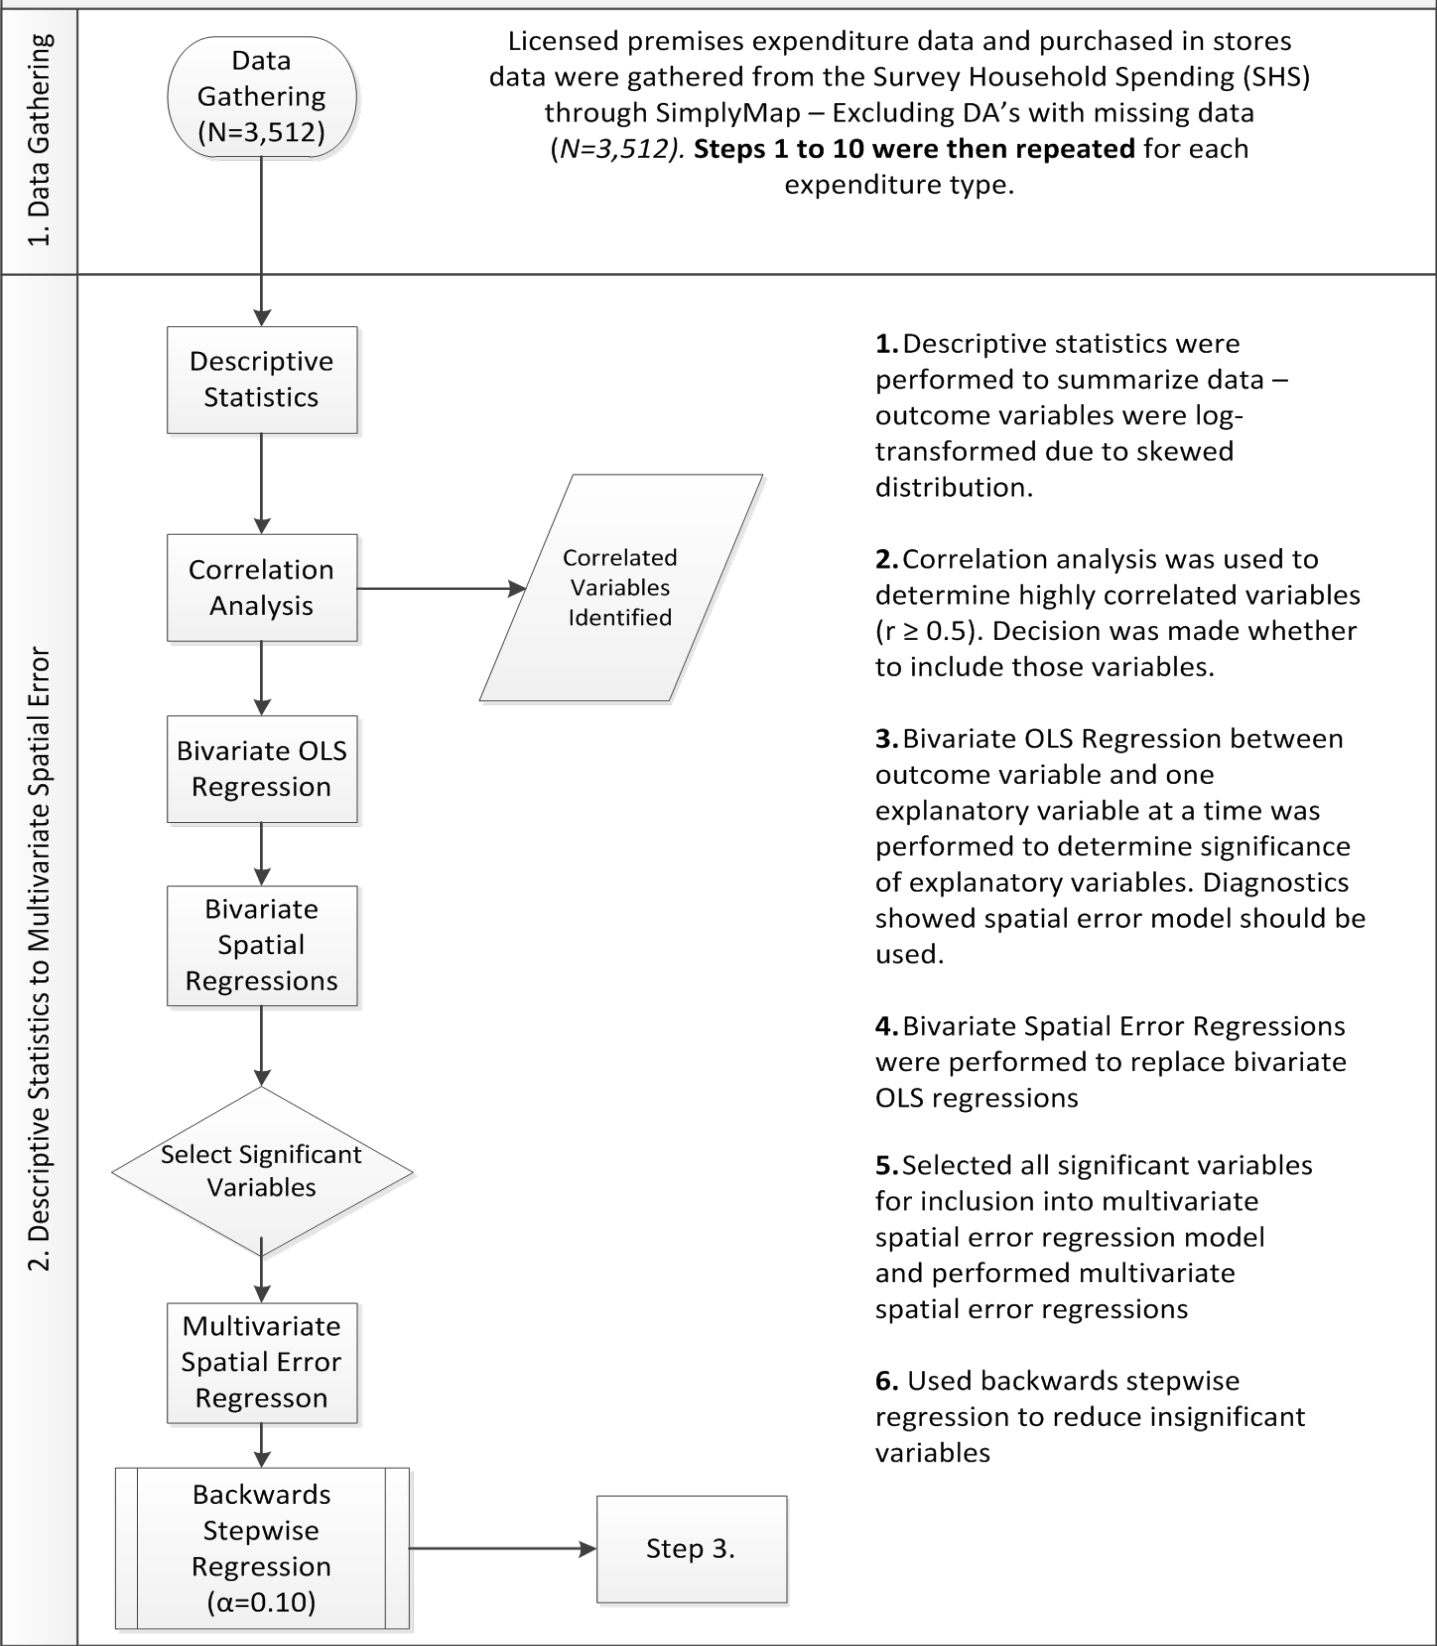 1. Data Gathering
Data
Gathering
(N=3,512)
Licensed premises expenditure data and purchased in stores
data were gathered from the Survey Household Spending (SHS)
through SimplyMap – Excluding DA’s with missing data
(N=3,512). Steps 1 to 10 were then repeated for each
expenditure type.
2. Descriptive Statistics to Multivariate Spatial Error
Descriptive
Statistics
Correlation
Analysis
Correlated
Variables
Identified
Bivariate OLS
Regression
Bivariate
Spatial
Regressions
Select Significant
Variables
Multivariate
Spatial Error
Regresson
Backwards
Stepwise
Regression
(α=0.10)
Step 3.
1. Descriptive statistics were
performed to summarize data –
outcome variables were log-
transformed due to skewed
distribution.
2. Correlation analysis was used to
determine highly correlated variables
(r ≥ 0.5). Decision was made whether
to include those variables.
3. Bivariate OLS Regression between
outcome variable and one
explanatory variable at a time was
performed to determine significance
of explanatory variables. Diagnostics
showed spatial error model should be
used.
4. Bivariate Spatial Error Regressions
were performed to replace bivariate
OLS regressions
5. Selected all significant variables
for inclusion into multivariate
spatial error regression model
and performed multivariate
spatial error regressions
6. Used backwards stepwise
regression to reduce insignificant
variables